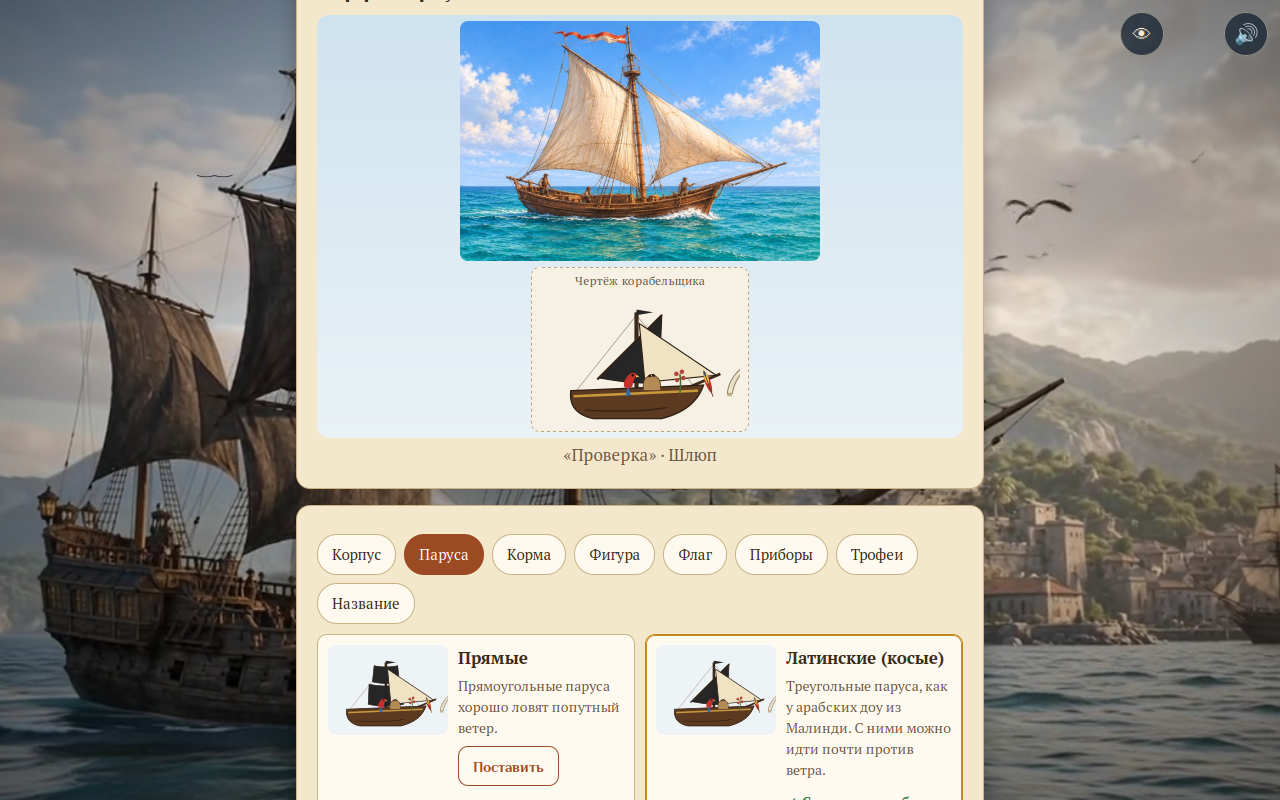 Чертёж корабельщика
«Проверка» · Шлюп
Корпус
Паруса
Корма
Фигура
Флаг
Приборы
Трофеи
Название
Прямые
Прямоугольные паруса
хорошо ловят попутный
ветер.
Поставить
Латинские (косые)
Треугольные паруса, как
у арабских доу из
Малинди. С ними можно
идти почти против
ветра.